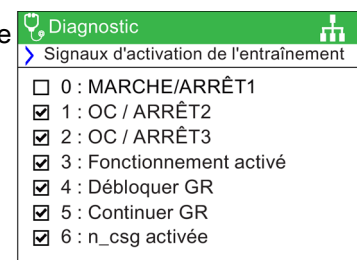 e
Diagnostic
Signaux d'activation de l'entraînement
0 : MARCHE/ARRÊT1
1 : OC / ARRÊT2
2 : OC / ARRÊT3
3 : Fonctionnement activé
4 : Débloquer GR
5 : Continuer GR
6 : n_csg activée